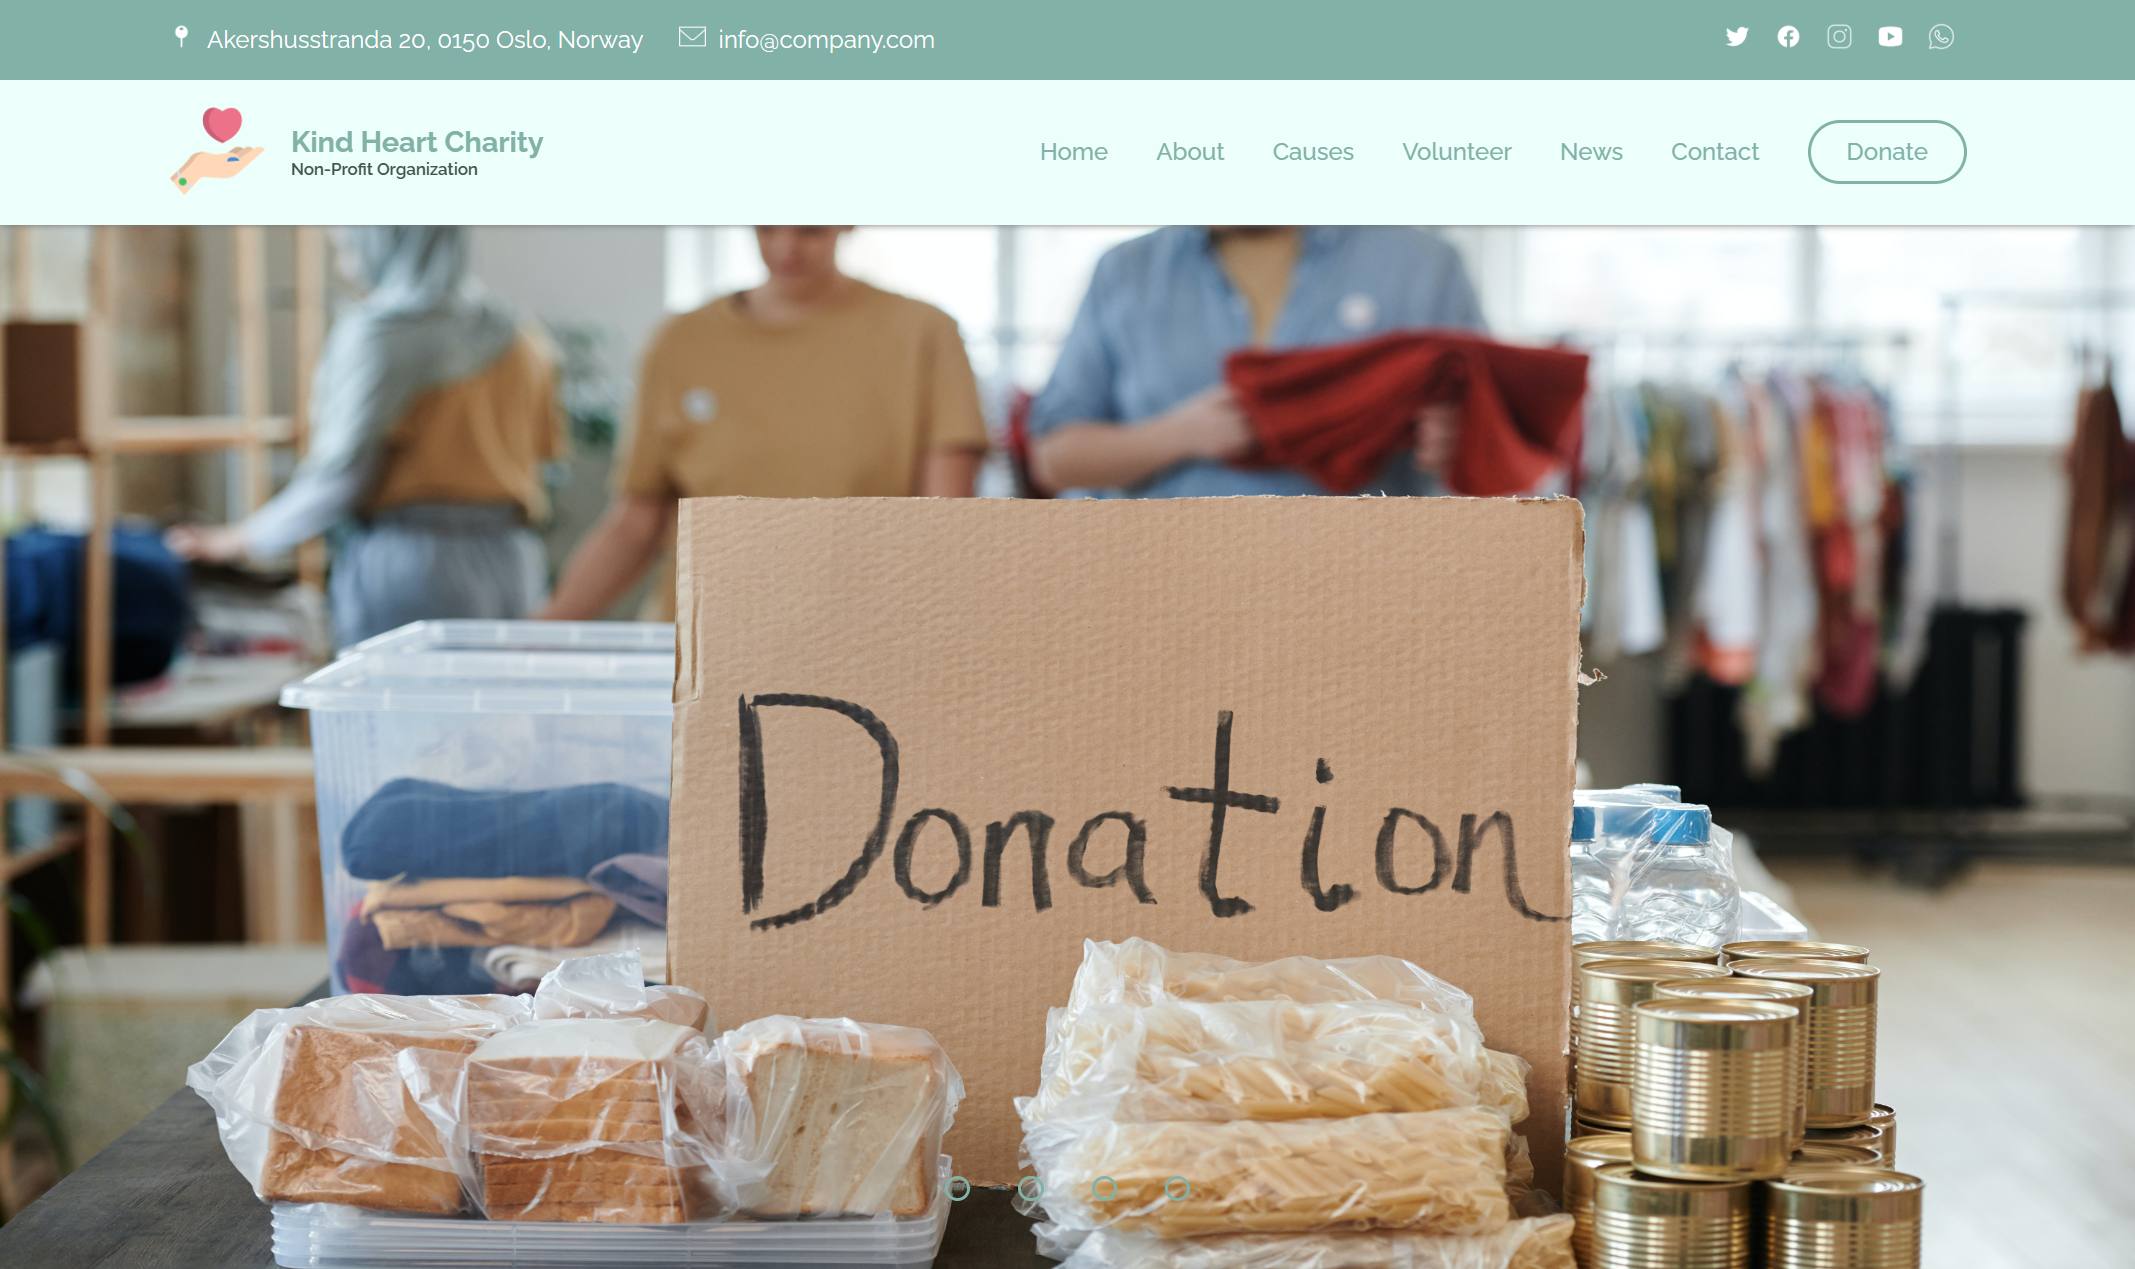 Akershusstranda 20, 0150 Oslo, Norway info@company.com
Kind Heart Charity
Non-Profit Organization
Home About Causes Volunteer News Contact Donate
Donation